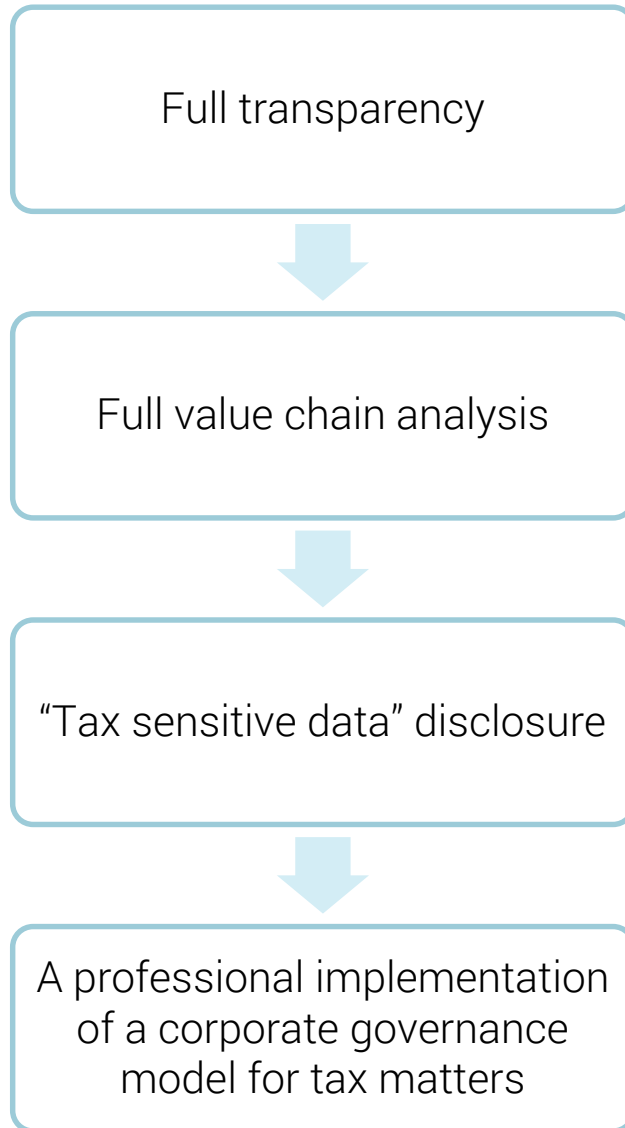 Full transparency
Full value chain analysis
“Tax sensitive data” disclosure
A professional implementation
of a corporate governance
model for tax matters